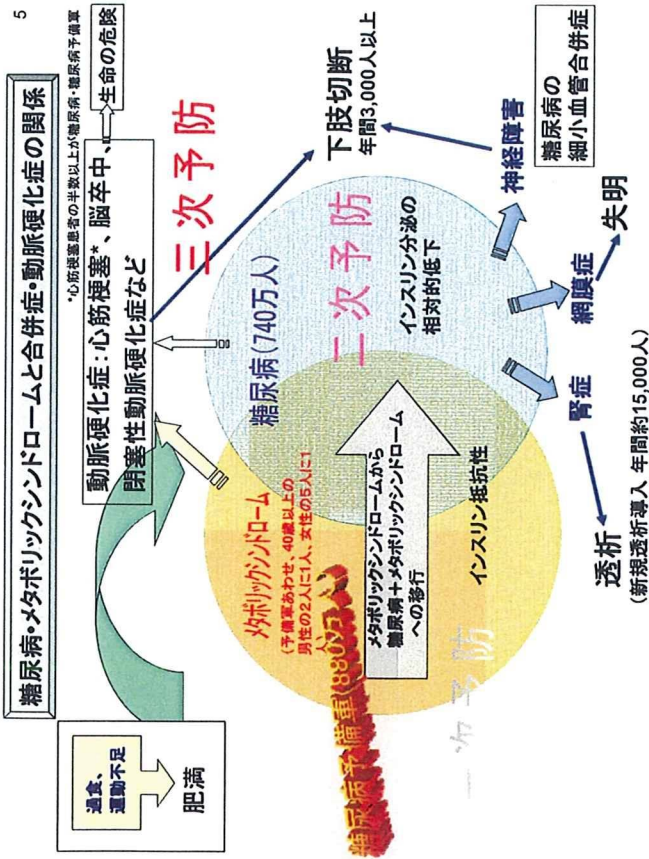 5
糖尿病・メタボリックシンドロームと合併症・動脈硬化症の関係
*心筋梗塞患者の半数以上が糖尿病・糖尿病予備軍
過食、
運動不足
肥満
動脈硬化症：心筋梗塞*、脳卒中、
閉塞性動脈硬化症など
生命の危険
三次予防
メタボリックシンドローム
（予備軍あわせ、40歳以上の
男性の2人に1人、女性の5人に1
人）
糖尿病(740万人)
二次予防
下肢切断
年間3,000人以上
糖尿病予備軍(880万人)
メタボリックシンドロームから
糖尿病＋メタボリックシンドローム
への移行
インスリン分泌の
相対的低下
インスリン抵抗性
次予防
神経障害
糖尿病の
細小血管合併症
網膜症
失明
腎症
透析
（新規透析導入 年間約15,000人）